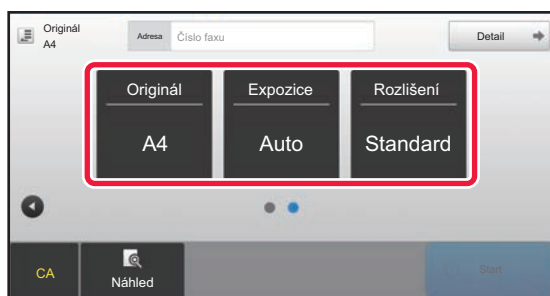 Originál
A4
Adresa
Číslo faxu
Detail
Originál
Expozice
Rozlišení
A4
Auto
Standard
CA
Náhled
Start